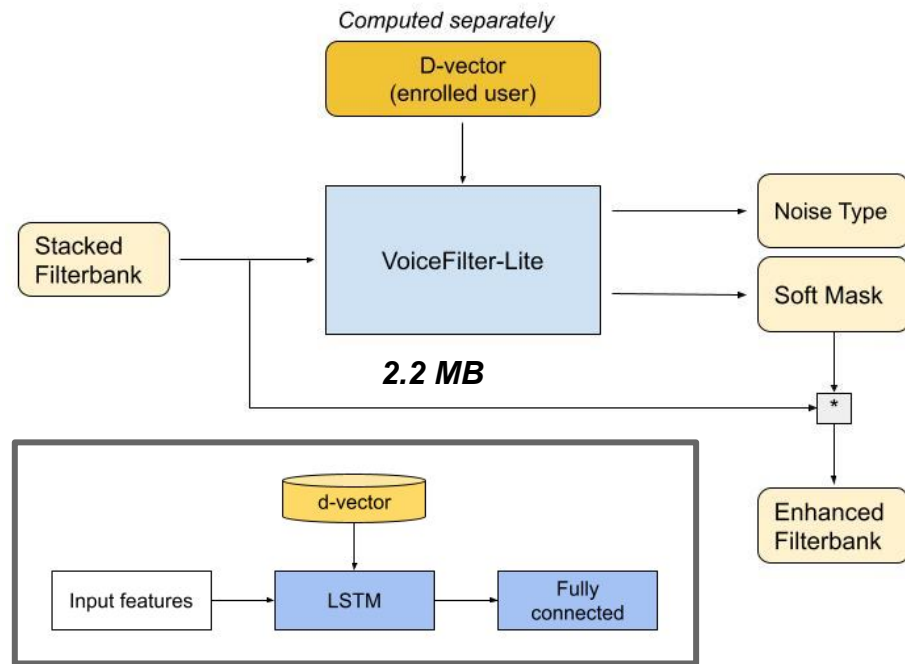 Computed separately
D-vector
(enrolled user)
Stacked
Filterbank
VoiceFilter-Lite
Noise Type
Soft Mask
2.2 MB
*
Enhanced
Filterbank
d-vector
Input features
LSTM
Fully
connected